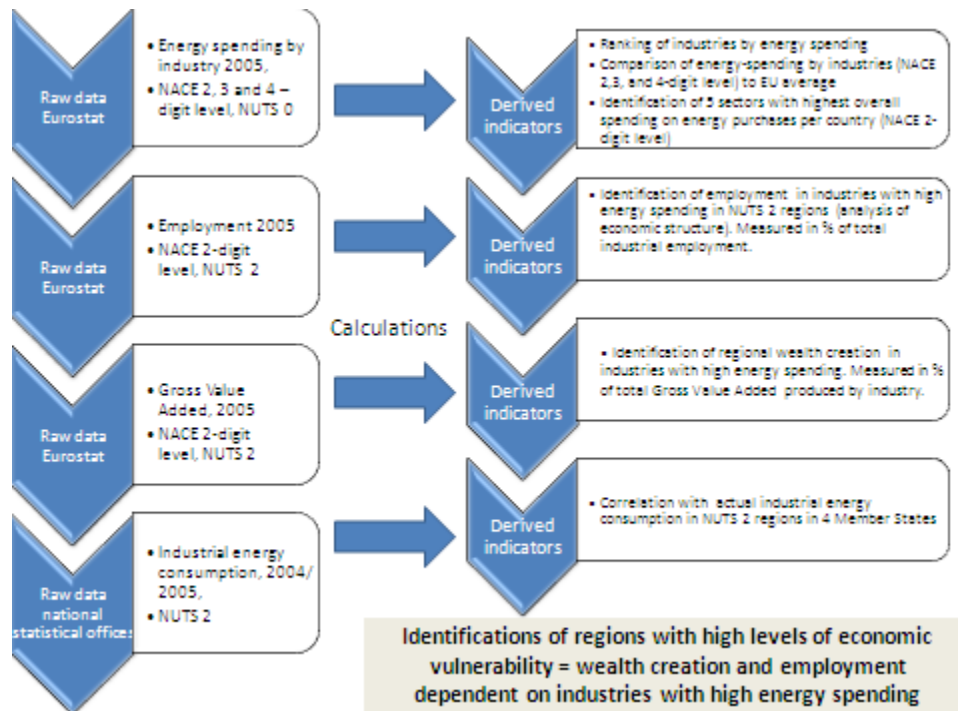 Raw data
Eurostat
• Energy spending by
industry 2005,
• NACE 2, 3 and 4 –
digit level, NUTS 0
Derived
indicators
• Ranking of industries by energy spending
• Comparison of energy-spending by industries (NACE
2,3, and 4-digit level) to EU average
• Identification of 5 sectors with highest overall
spending on energy purchases per country (NACE 2-
digit level)
Raw data
Eurostat
• Employment 2005
• NACE 2-digit
level, NUTS 2
Derived
indicators
• Identification of employment in industries with high
energy spending in NUTS 2 regions (analysis of
economic structure). Measured in % of total
industrial employment.
Calculations
Raw data
Eurostat
• Gross Value
Added, 2005
• NACE 2-digit
level, NUTS 2
Derived
indicators
• Identification of regional wealth creation in
industries with high energy spending. Measured in %
of total Gross Value Added produced by industry.
Raw data
national
statistical offices
• Industrial energy
consumption, 2004/
2005,
• NUTS 2
Derived
indicators
• Correlation with actual industrial energy
consumption in NUTS 2 regions in 4 Member States
Identifications of regions with high levels of economic
vulnerability = wealth creation and employment
dependent on industries with high energy spending